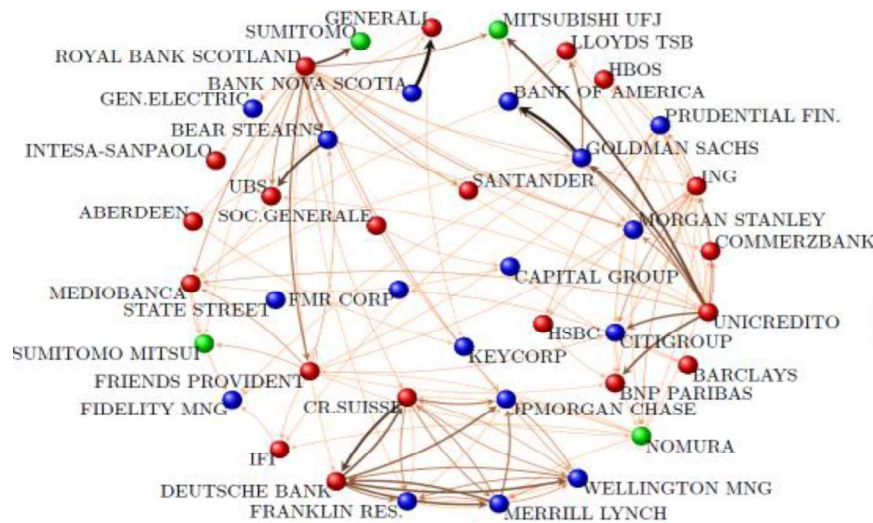 GENERALI
SUMITOMO
MITSUBISHI UFJ
ROYAL BANK SCOTLAND
LLOYDS TSB
BANK NOVA SCOTIA
HBOS
GEN.ELECTRIC
BANK OF AMERICA
PRUDENTIAL FIN.
BEAR STEARNS
GOLDMAN SACHS
INTESA-SANPAOLO
UBS
SANTANDER
ING
ABERDEEN
SOC.GENERALE
MORGAN STANLEY
COMMERZBANK
MEDIOBANCA
CAPITAL GROUP
STATE STREET
FMR CORP
UNICREDITO
HSBC
CITIGROUP
SUMITOMO MITSUI
KEYCORP
BARCLAYS
FRIENDS PROVIDENT
BNP PARIBAS
FIDELITY MNG
CR.SUISSE
JPMORGAN CHASE
NOMURA
IFI
DEUTSCHE BANK
WELLINGTON MNG
FRANKLIN RES.
MERRILL LYNCH